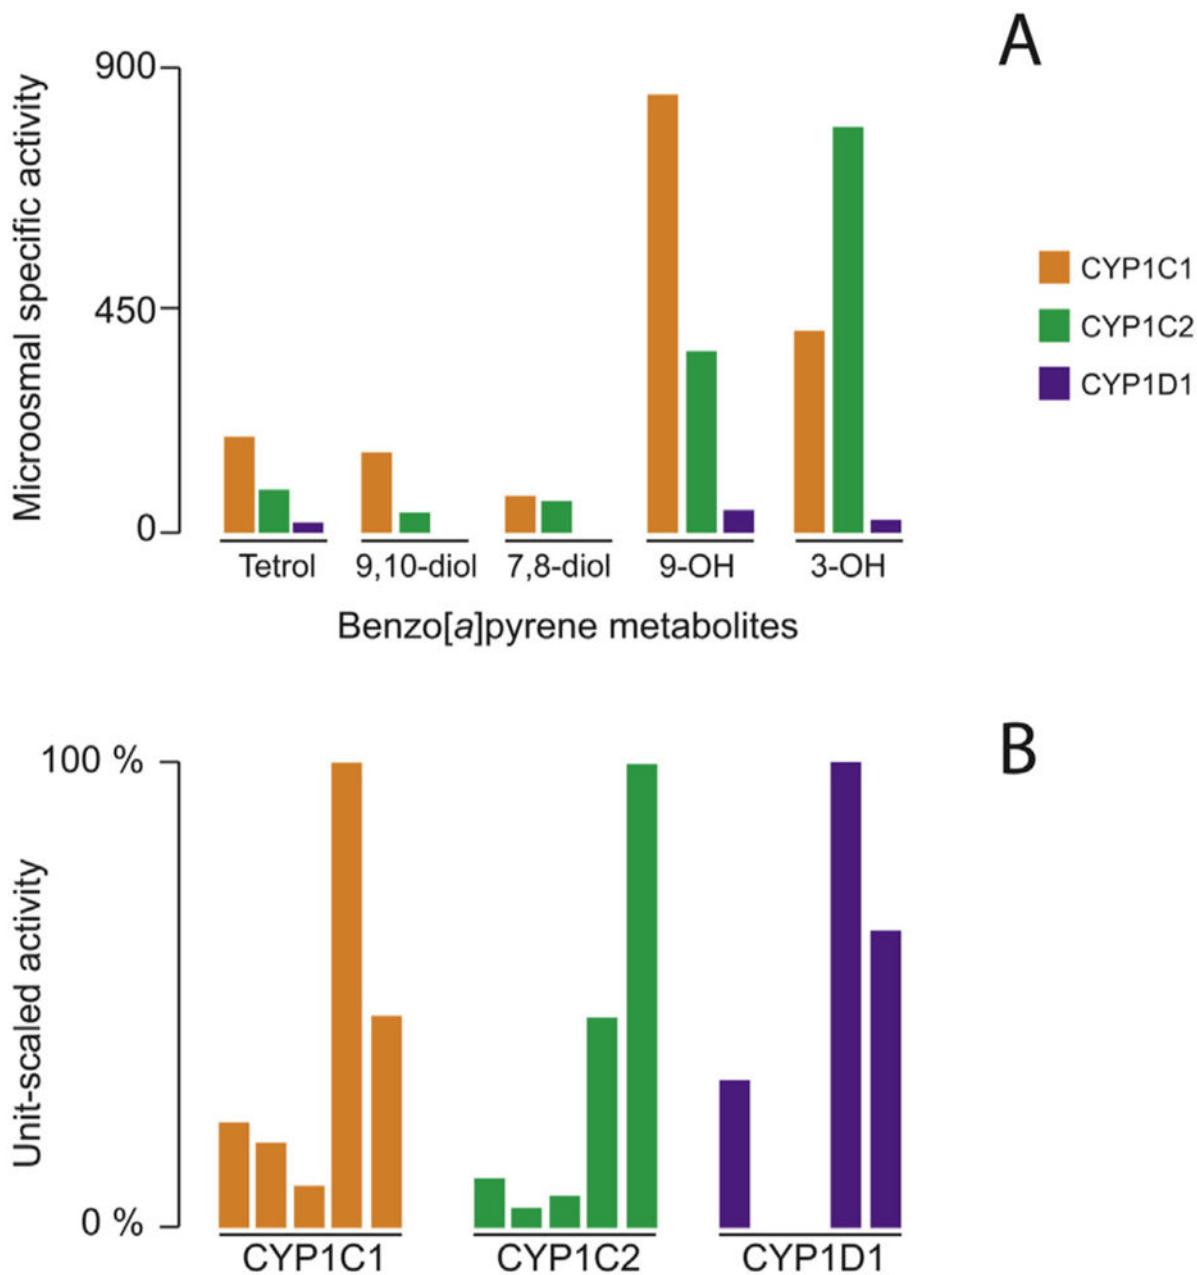 A
Microosmal specific activity
900
450
0
CYP1C1
CYP1C2
CYP1D1
Tetrol 9,10-diol 7,8-diol 9-OH 3-OH
Benzo[a]pyrene metabolites
B
Unit-scaled activity
100 %
0 %
CYP1C1 CYP1C2 CYP1D1